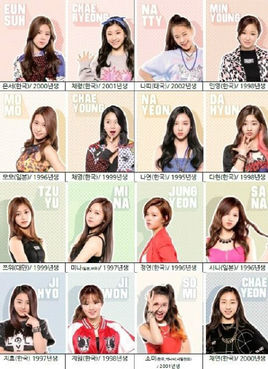 EUN
SUH
CHAE
RYEONG
NA
TTY
MIN
YOUNG
은서(한국)/ 2000년생
채령(한국)/ 2001년생
나띠(태국)/ 2002년생
민영(한국)/ 1998년생
MO
MO
CHAE
YOUNG
NA
YEON
DA
HYUN
모모(일본)/ 1996년생
채영(한국)/ 1999년생
나연(한국)/ 1995년생
다현(한국)/ 1998년생
TZU
YU
MI
NA
JUNG
YEON
SA
NA
쯔위(대만)/ 1999년생
/ 1997년생
정연(한국)/ 1996년생
사나(일본)/ 1996년생
JI
HYO
JI
WON
SO
MI
CHAE
YEON
지효(한국) 1997년생
지원(한국)/ 1998년생
/ 2001년생
채연(한국)/ 2000년생